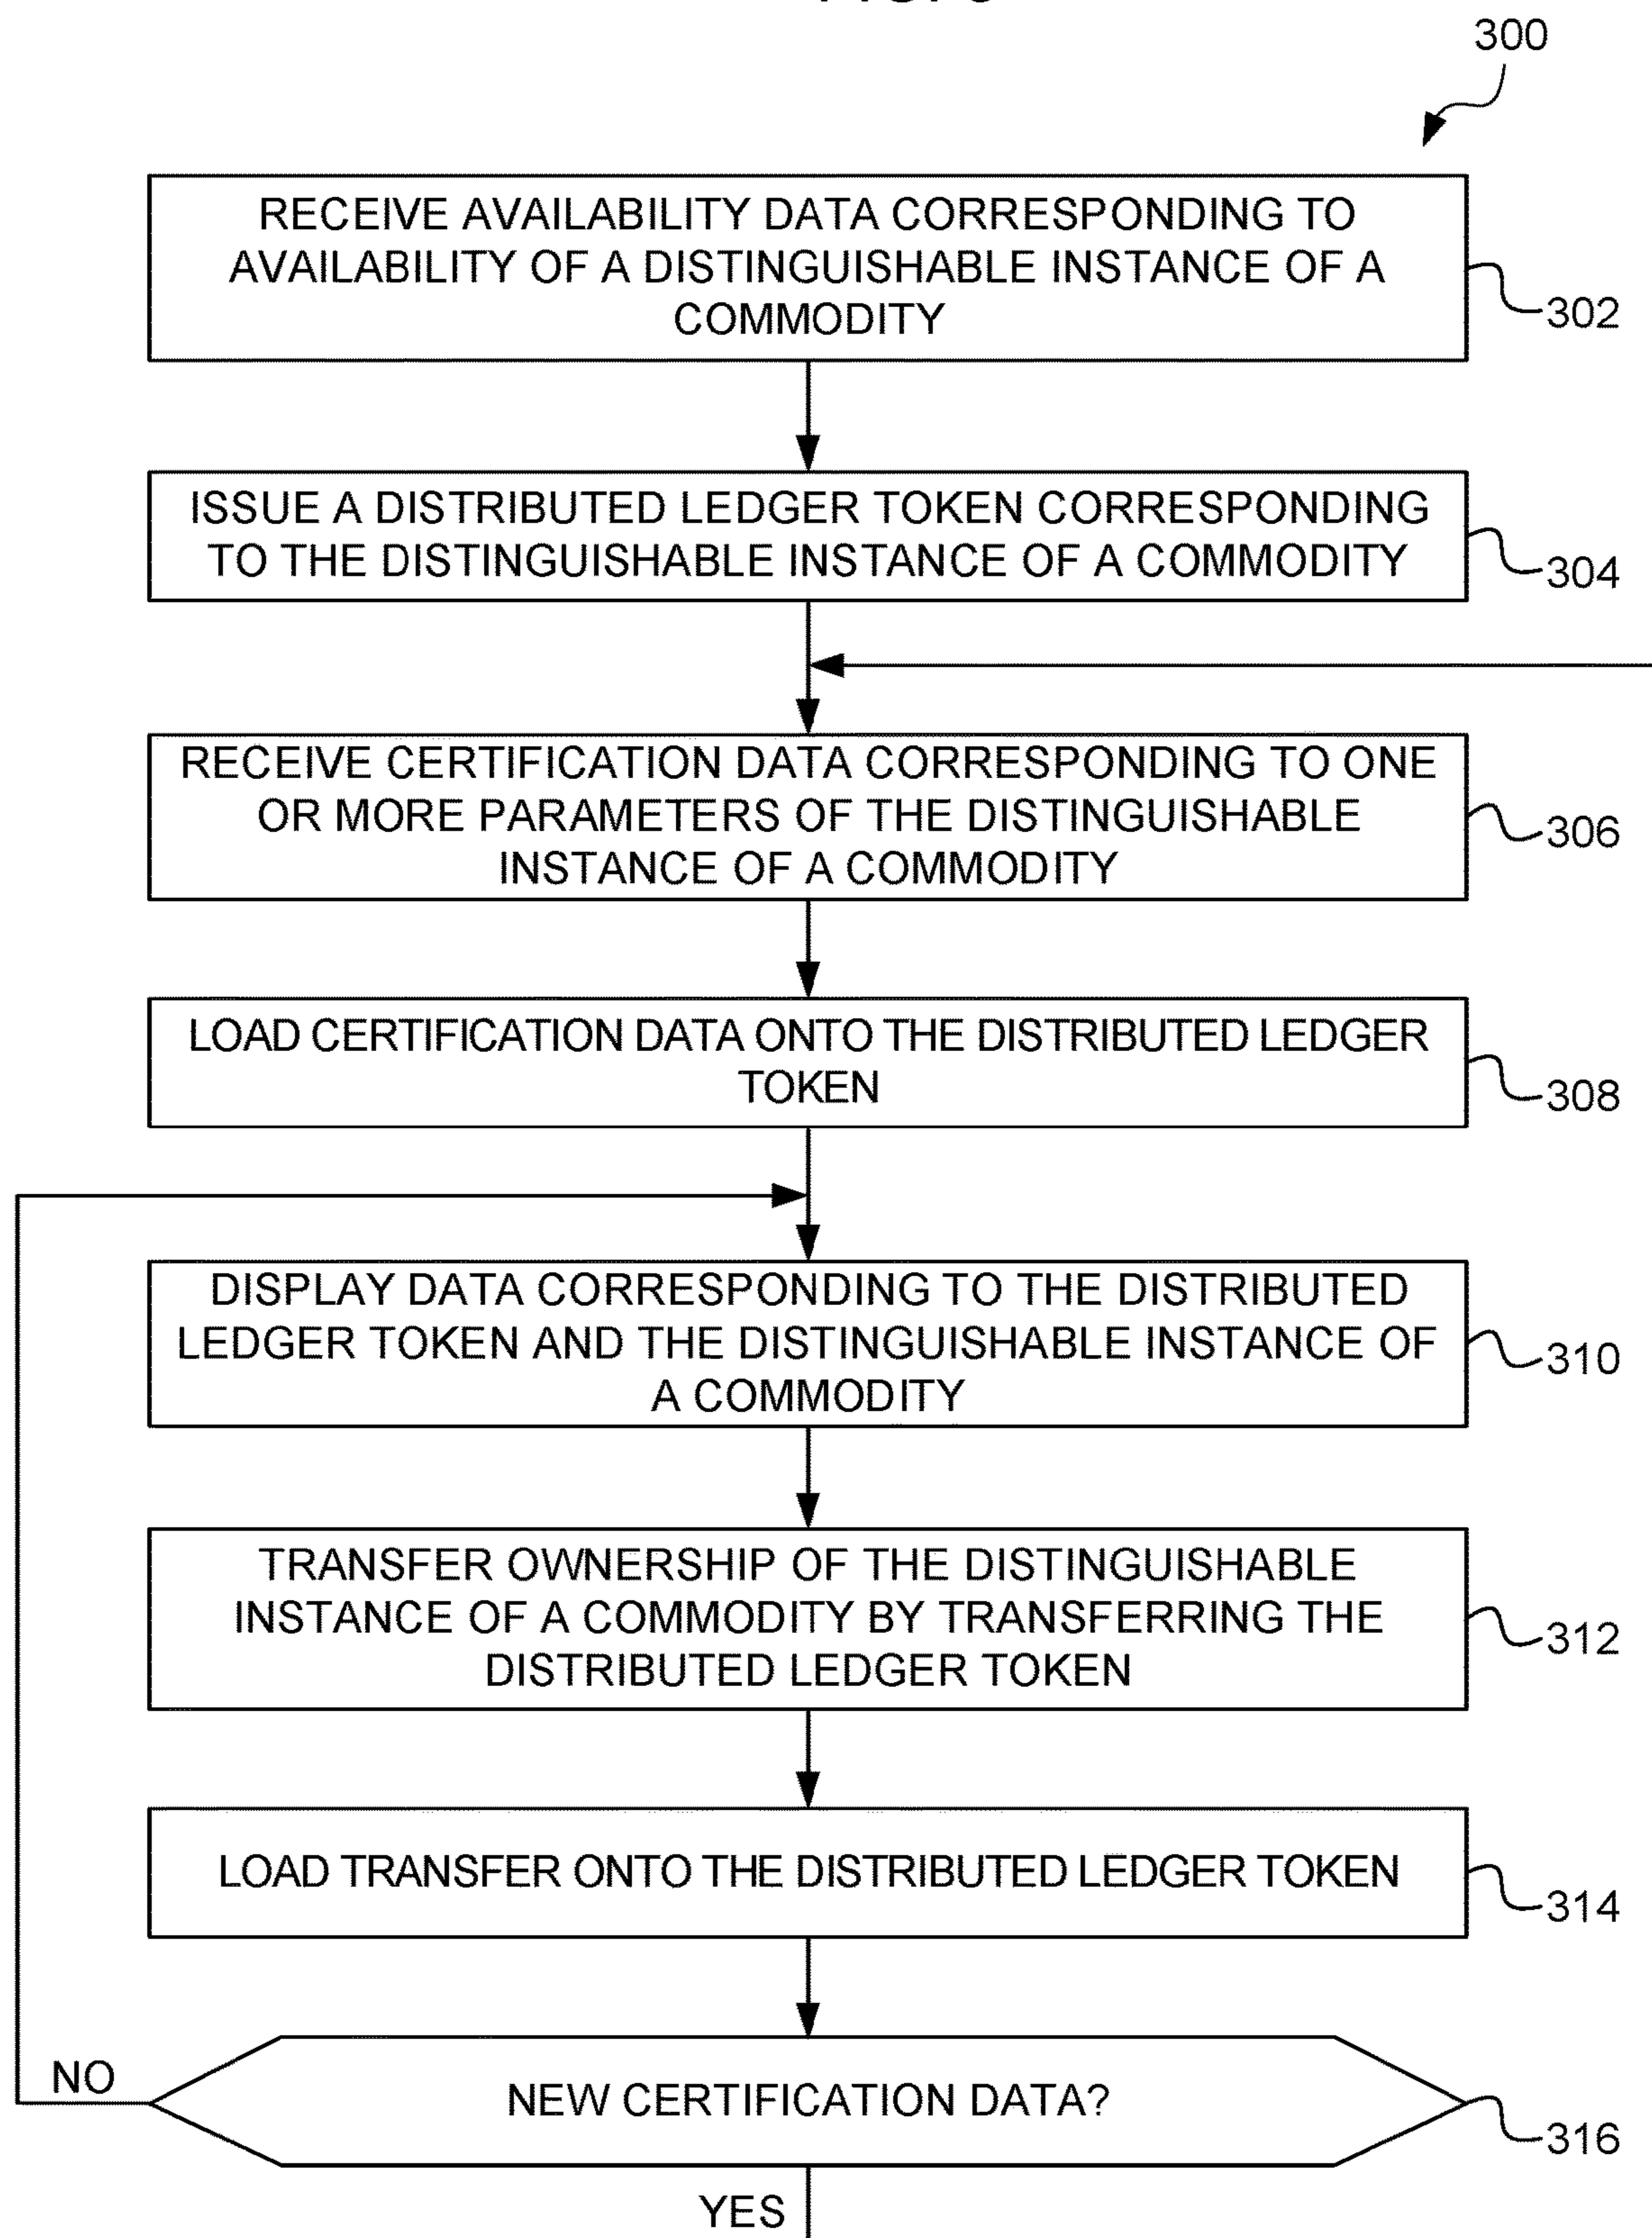 300
RECEIVE AVAILABILITY DATA CORRESPONDING TO
AVAILABILITY OF A DISTINGUISHABLE INSTANCE OF A
COMMODITY
302
ISSUE A DISTRIBUTED LEDGER TOKEN CORRESPONDING
TO THE DISTINGUISHABLE INSTANCE OF A COMMODITY
304
RECEIVE CERTIFICATION DATA CORRESPONDING TO ONE
OR MORE PARAMETERS OF THE DISTINGUISHABLE
INSTANCE OF A COMMODITY
306
LOAD CERTIFICATION DATA ONTO THE DISTRIBUTED LEDGER
TOKEN
308
DISPLAY DATA CORRESPONDING TO THE DISTRIBUTED
LEDGER TOKEN AND THE DISTINGUISHABLE INSTANCE OF
A COMMODITY
310
TRANSFER OWNERSHIP OF THE DISTINGUISHABLE
INSTANCE OF A COMMODITY BY TRANSFERRING THE
DISTRIBUTED LEDGER TOKEN
312
LOAD TRANSFER ONTO THE DISTRIBUTED LEDGER TOKEN
314
NO
NEW CERTIFICATION DATA?
316
YES